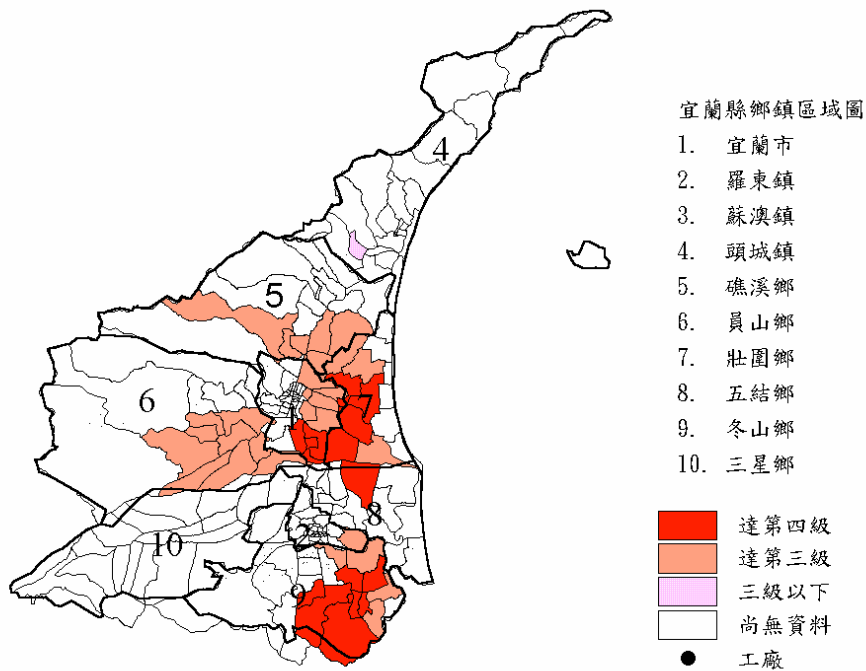 宜蘭縣鄉鎮區域圖
1. 宜蘭市
2. 羅東鎮
3. 蘇澳鎮
4. 頭城鎮
5. 礁溪鄉
6. 員山鄉
7. 壯圍鄉
8. 五結鄉
9. 冬山鄉
10. 三星鄉
達第四級
達第三級
三級以下
尚無資料
工廠
4
5
6
1
7
8
2
10
9